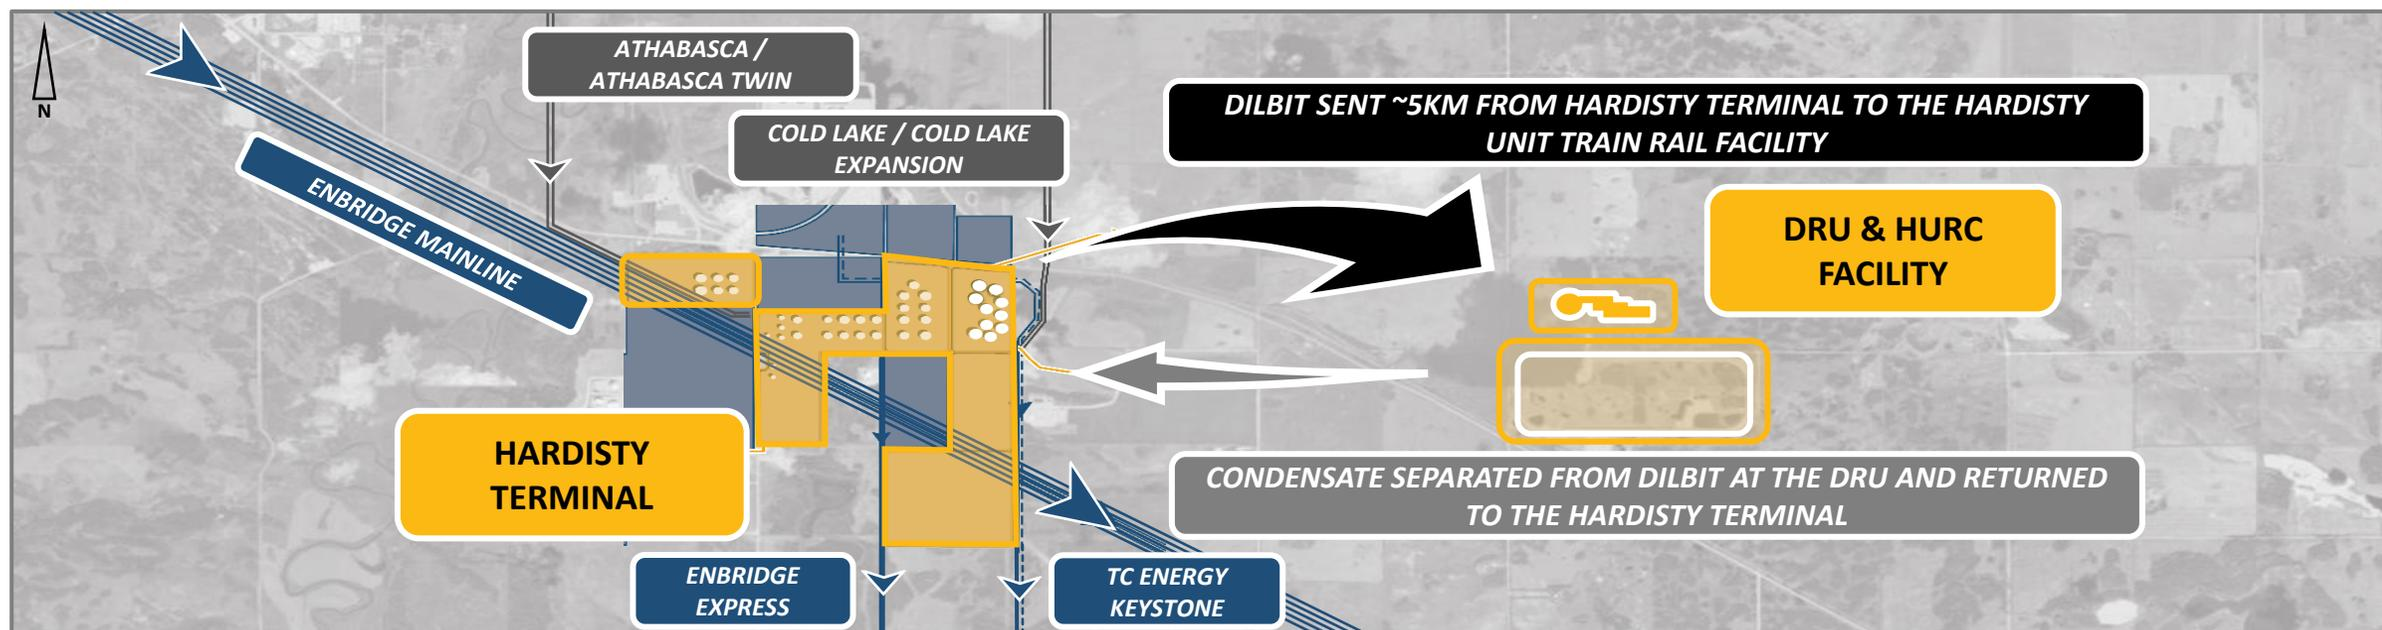 N
ATHABASCA /
ATHABASCA TWIN
COLD LAKE / COLD LAKE
EXPANSION
DILBIT SENT ~5KM FROM HARDISTY TERMINAL TO THE HARDISTY
UNIT TRAIN RAIL FACILITY
ENBRIDGE MAINLINE
DRU & HURC
FACILITY
HARDISTY
TERMINAL
CONDENSATE SEPARATED FROM DILBIT AT THE DRU AND RETURNED
TO THE HARDISTY TERMINAL
ENBRIDGE
EXPRESS
TC ENERGY
KEYSTONE